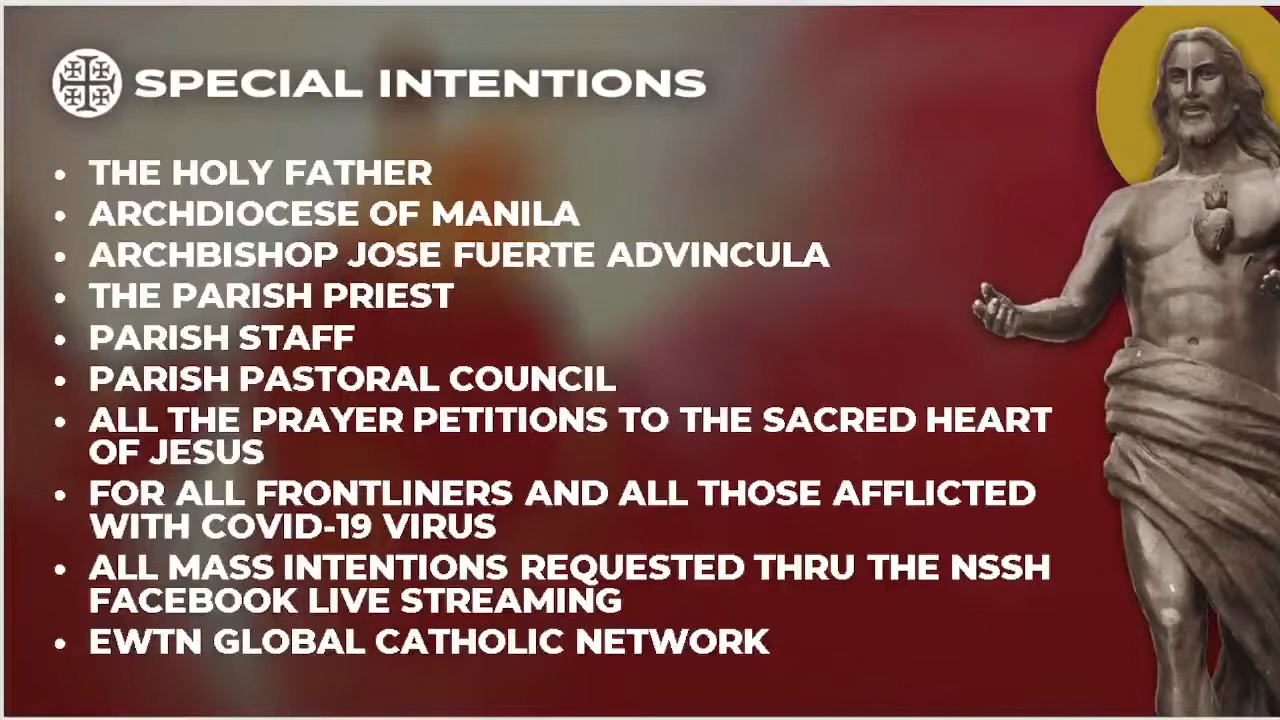 SPECIAL INTENTIONS
• THE HOLY FATHER
• ARCHDIOCESE OF MANILA
• ARCHBISHOP JOSE FUERTE ADVINCULA
• THE PARISH PRIEST
• PARISH STAFF
• PARISH PASTORAL COUNCIL
• ALL THE PRAYER PETITIONS TO THE SACRED HEART
OF JESUS
• FOR ALL FRONTLINERS AND ALL THOSE AFFLICTED
WITH COVID-19 VIRUS
• ALL MASS INTENTIONS REQUESTED THRU THE NSSH
FACEBOOK LIVE STREAMING
• EWTN GLOBAL CATHOLIC NETWORK